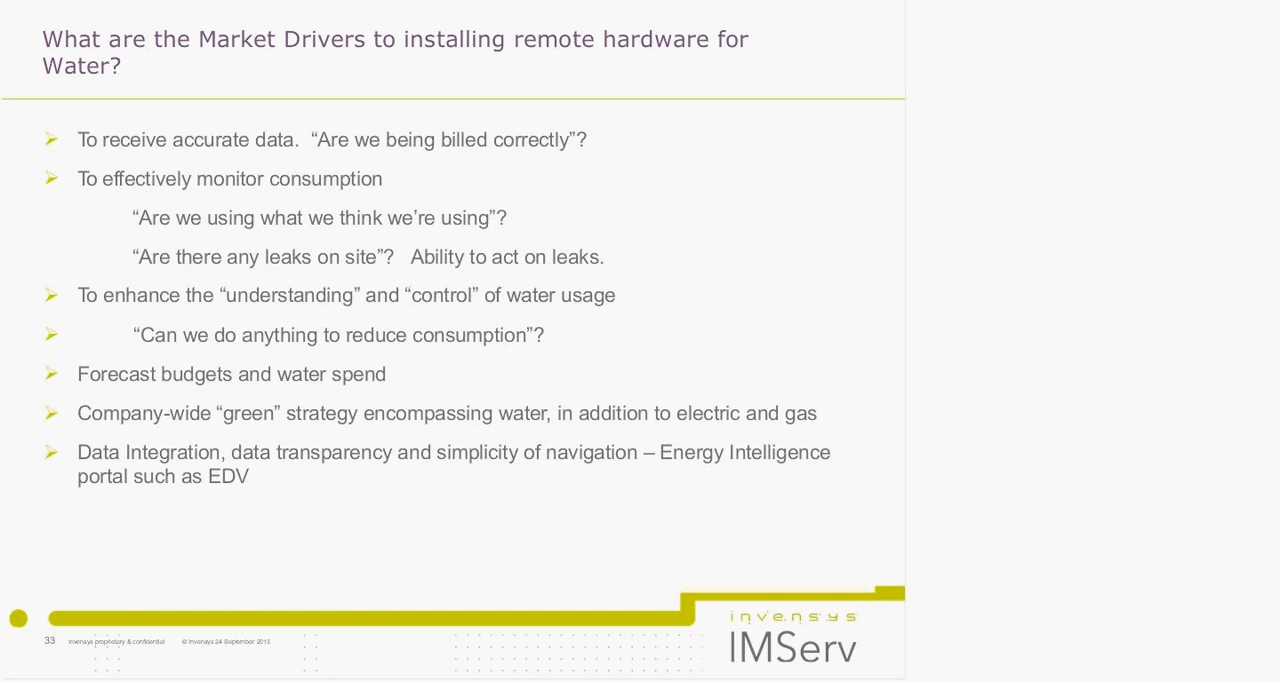 What are the Market Drivers to installing remote hardware for
Water?
To receive accurate data.  “Are we being billed correctly”?
To effectively monitor consumption
“Are we using what we think we’re using”?
“Are there any leaks on site”?   Ability to act on leaks.
To enhance the “understanding” and “control” of water usage
“Can we do anything to reduce consumption”?
Forecast budgets and water spend
Company-wide “green” strategy encompassing water, in addition to electric and gas
Data Integration, data transparency and simplicity of navigation – Energy Intelligence
portal such as EDV
invensys
IMServ
33 Invensys proprietary & confidential © Invensys 24 September 2013